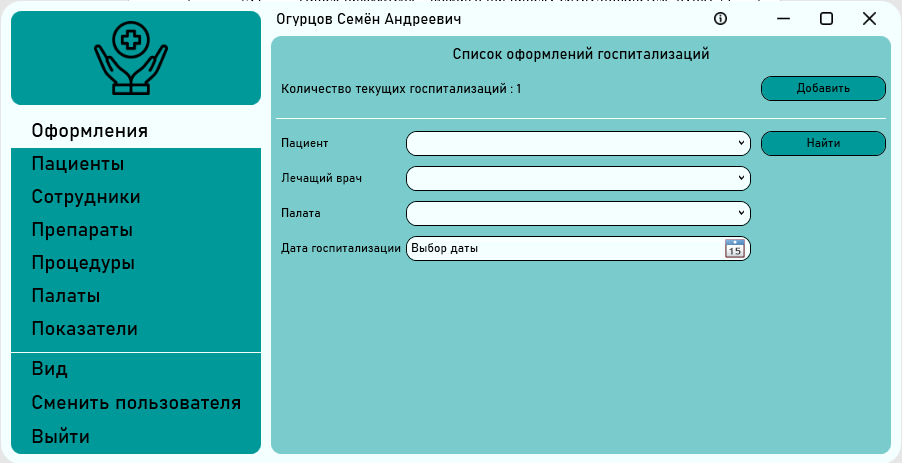 Огурцов Семён Андреевич
Список оформлений госпитализаций
Количество текущих госпитализаций : 1
Добавить
Оформления
Пациенты
Сотрудники
Препараты
Процедуры
Палаты
Показатели
Вид
Сменить пользователя
Выйти
Пациент
Найти
Лечащий врач
Палата
Дата госпитализации
Выбор даты
15